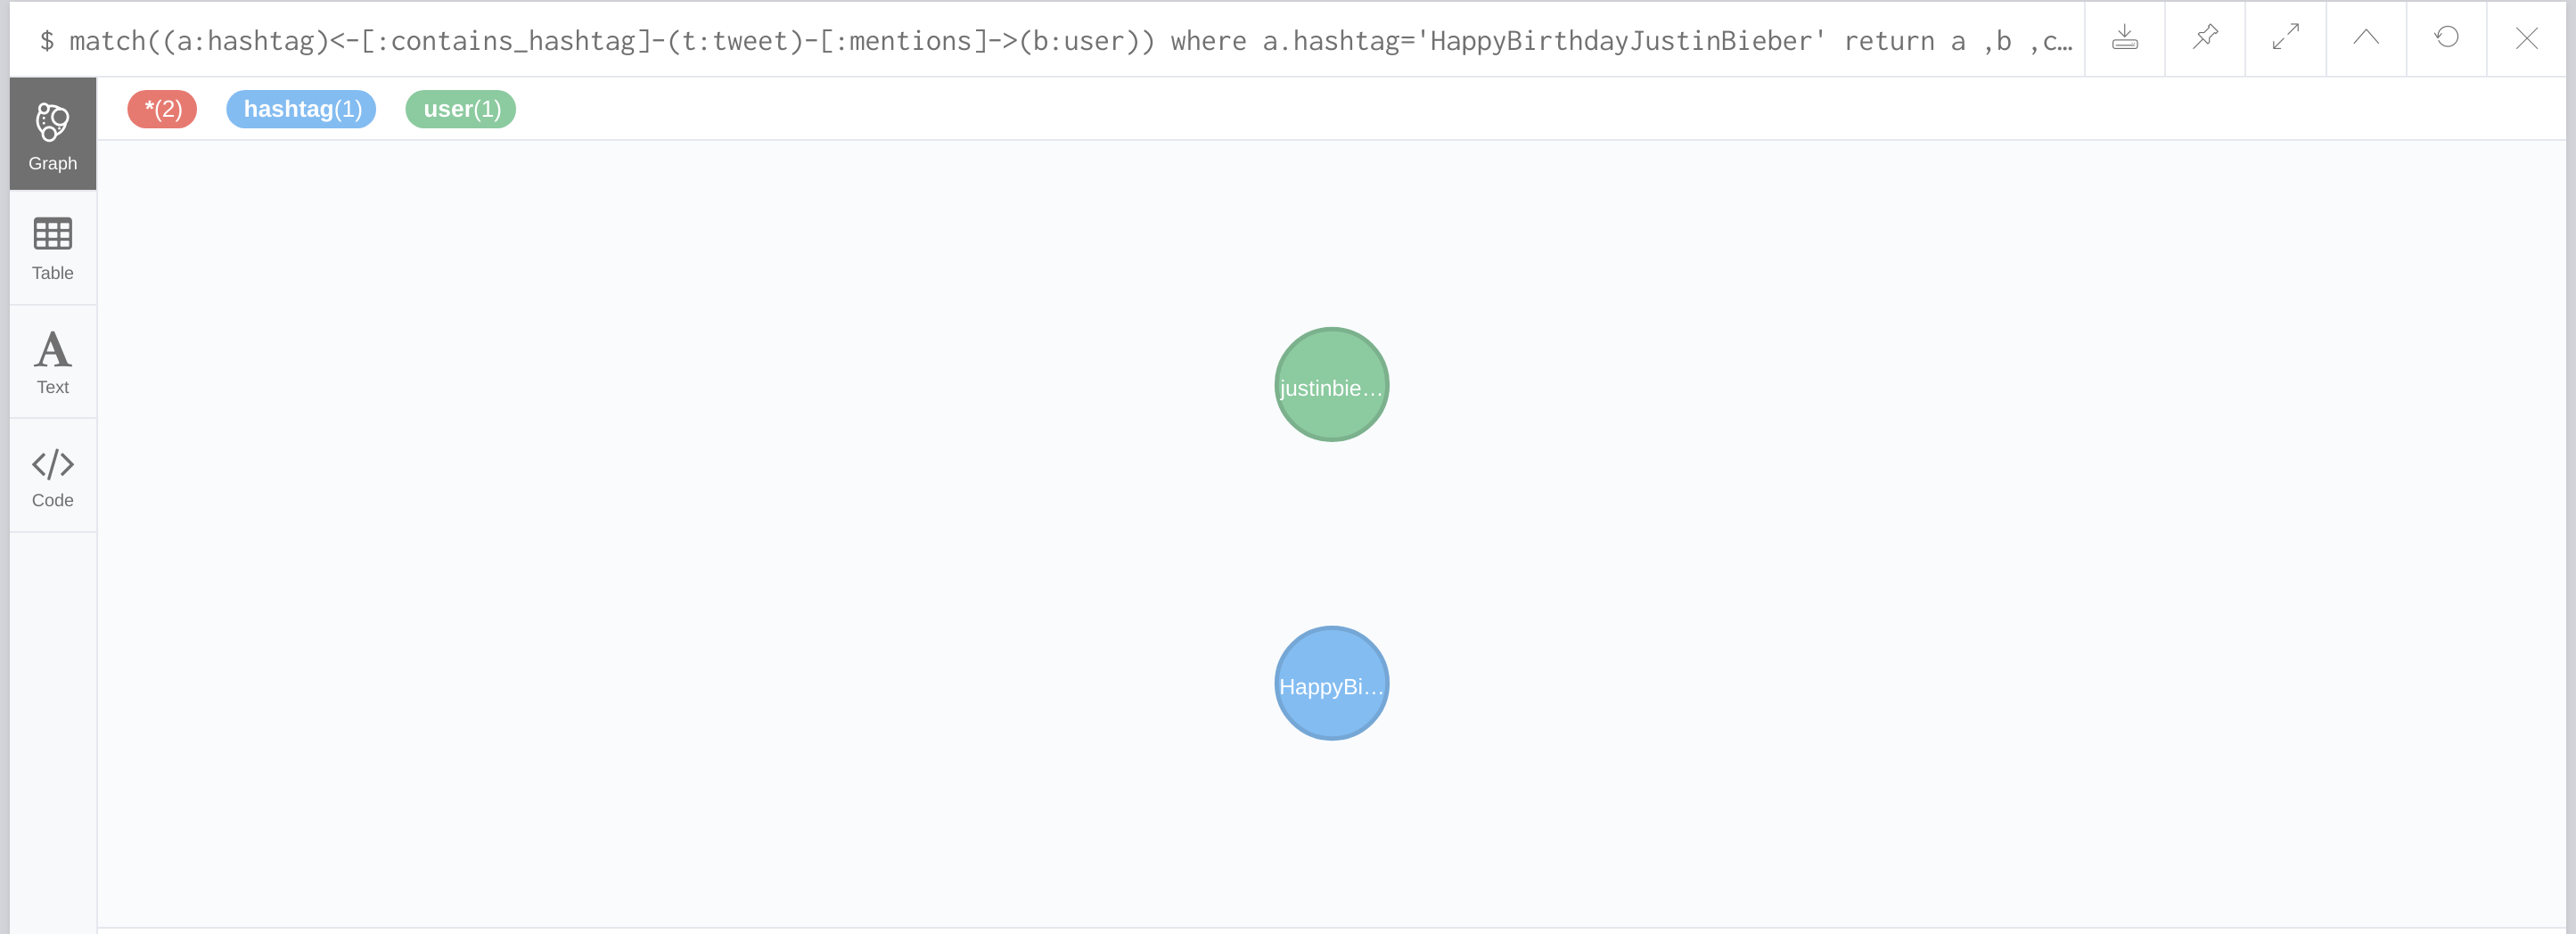 $ match((a:hashtag)<-[:contains_hashtag]-(t:tweet)-[:mentions]->(b:user)) where a.hashtag='HappyBirthdayJustinBieber' return a ,b ,c…
*(2) hashtag(1) user(1)
Graph
Table
Text
Code
justinbie…
HappyBi…